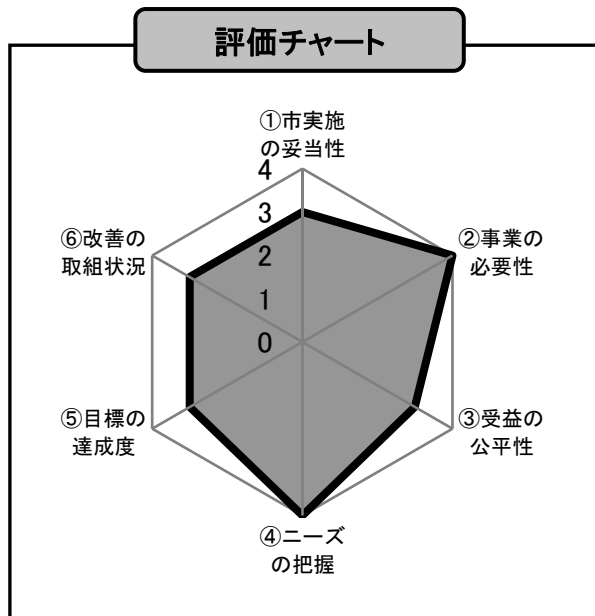 評価チャート
①市実施
の妥当性
4
3
2
1
0
②事業の
必要性
③受益の
公平性
④ニーズ
の把握
⑤目標の
達成度
⑥改善の
取組状況